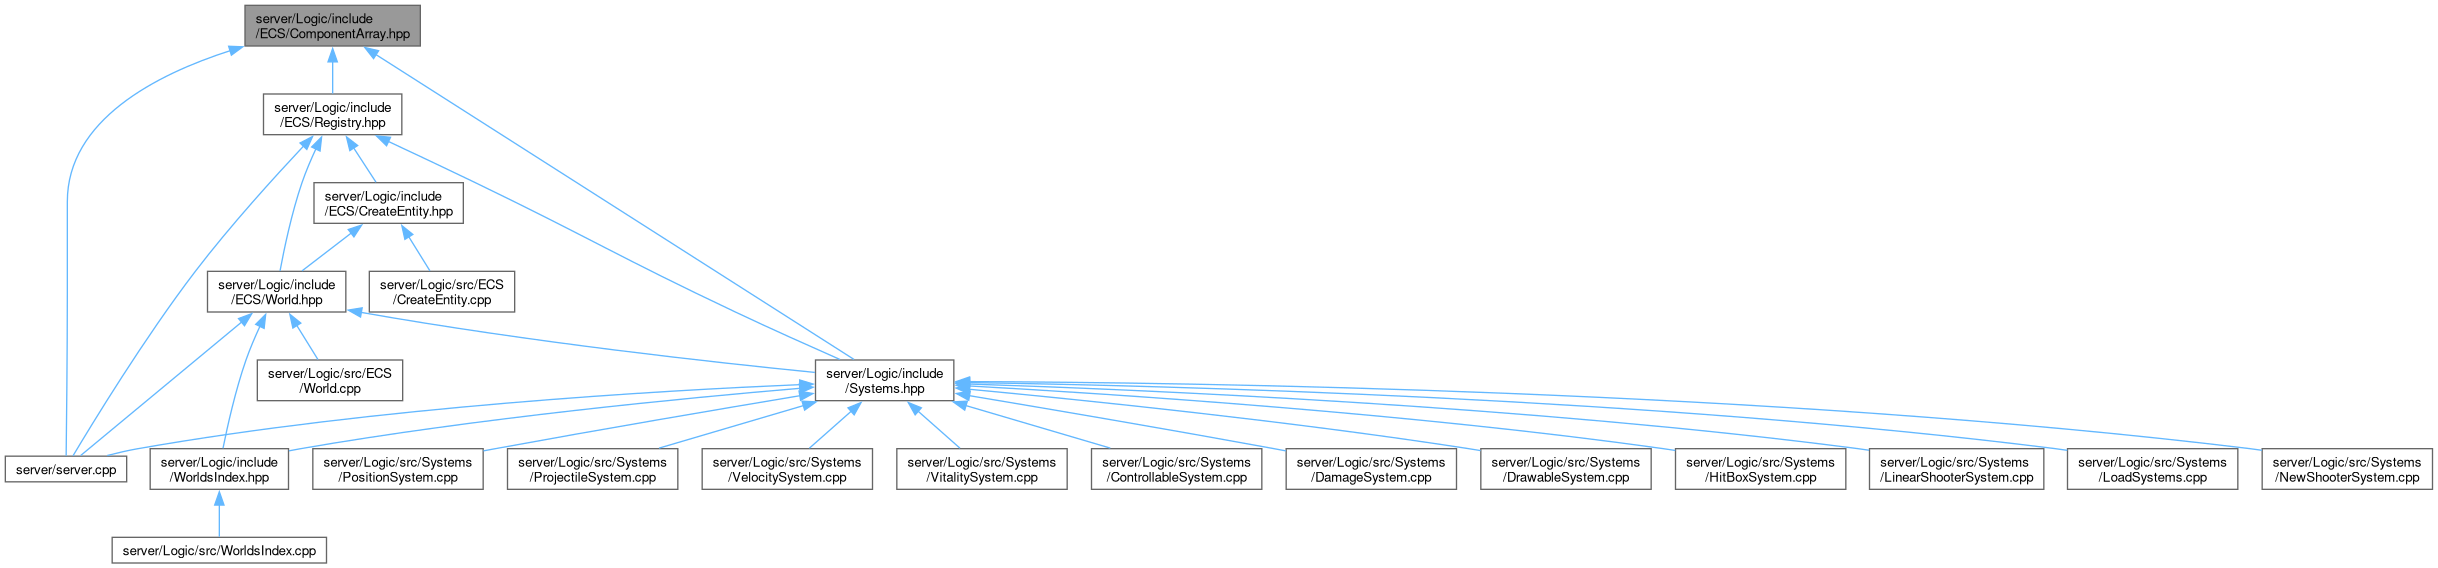 server/Logic/include
/ECS/ComponentArray.hpp
server/Logic/include
/ECS/Registry.hpp
server/Logic/include
/ECS/CreateEntity.hpp
server/Logic/include
/ECS/World.hpp
server/Logic/src/ECS
/CreateEntity.cpp
server/Logic/src/ECS
/World.cpp
server/Logic/include
/Systems.hpp
server/server.cpp
server/Logic/include
/WorldsIndex.hpp
server/Logic/src/Systems
/PositionSystem.cpp
server/Logic/src/Systems
/ProjectileSystem.cpp
server/Logic/src/Systems
/VelocitySystem.cpp
server/Logic/src/Systems
/VitalitySystem.cpp
server/Logic/src/Systems
/ControllableSystem.cpp
server/Logic/src/Systems
/DamageSystem.cpp
server/Logic/src/Systems
/DrawableSystem.cpp
server/Logic/src/Systems
/HitBoxSystem.cpp
server/Logic/src/Systems
/LinearShooterSystem.cpp
server/Logic/src/Systems
/LoadSystems.cpp
server/Logic/src/Systems
/NewShooterSystem.cpp
server/Logic/src/WorldsIndex.cpp